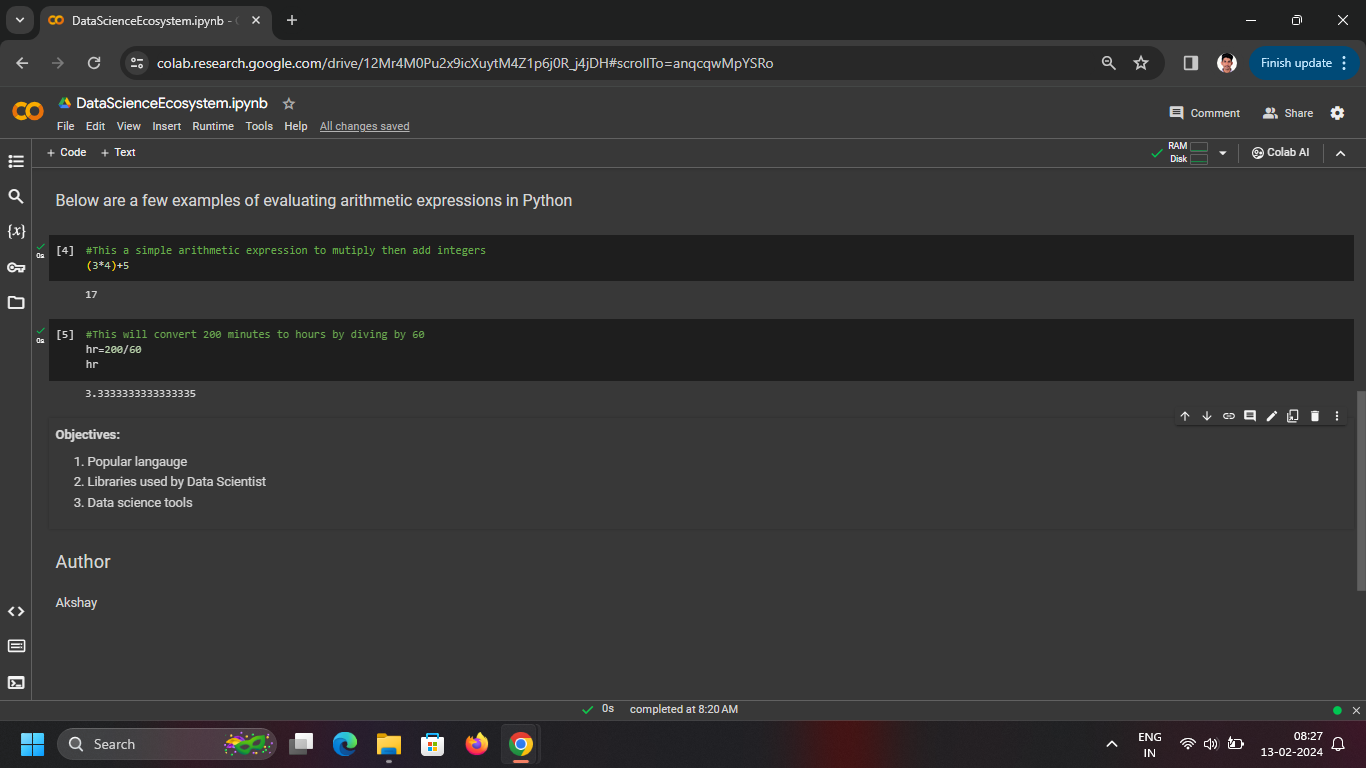 DataScienceEcosystem.ipynb -
colab.research.google.com/drive/12Mr4M0Pu2x9icXuytM4Z1p6j0R_j4jDH#scrollTo=anqcqwMpYSRo
Finish update
DataScienceEcosystem.ipynb
Comment
Share
File Edit View Insert Runtime Tools Help All changes saved
+ Code + Text
RAM
Disk
Colab AI
Below are a few examples of evaluating arithmetic expressions in Python
{x}
0s
[4] #This a simple arithmetic expression to mutiply then add integers
(3*4)+5
17
0s
[5] #This will convert 200 minutes to hours by diving by 60
hr=200/60
hr
3.3333333333333335
Objectives:
1. Popular langauge
2. Libraries used by Data Scientist
3. Data science tools
Author
Akshay
0s completed at 8:20 AM
Search
ENG
IN
08:27
13-02-2024